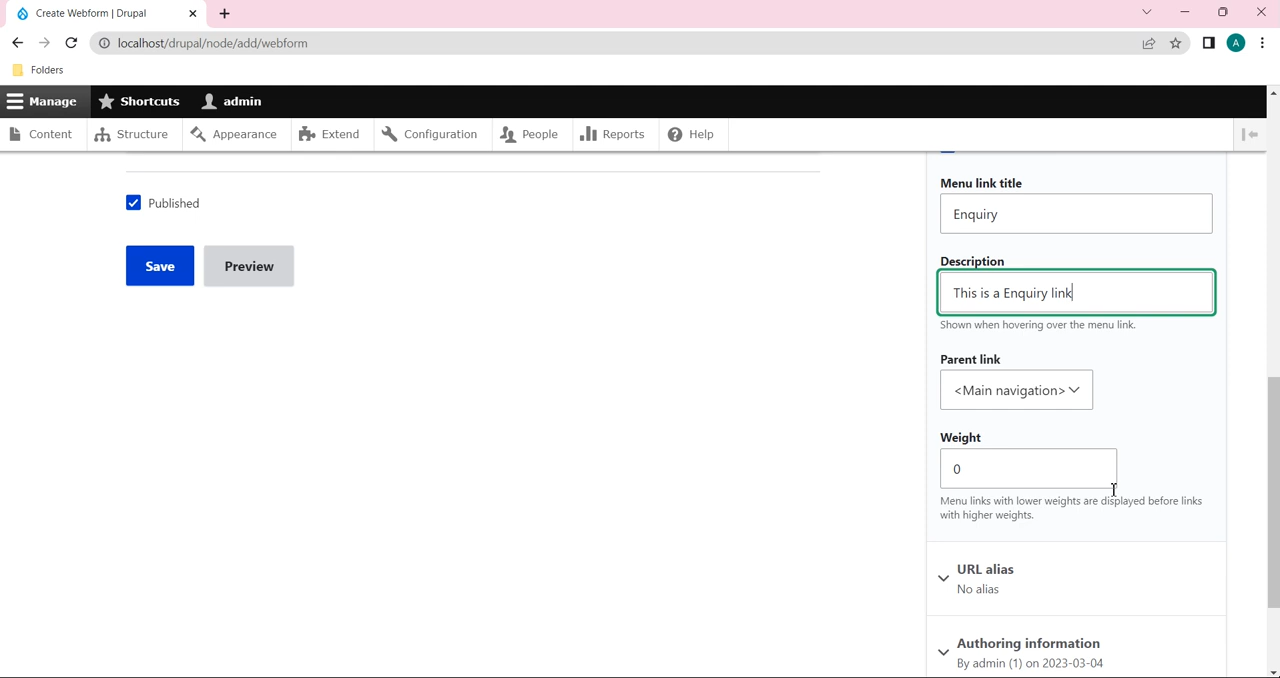 Create Webform | Drupal
localhost/drupal/node/add/webform
A
Folders
Manage Shortcuts admin
Content Structure Appearance Extend Configuration People Reports Help
Menu link title
Published
Enquiry
Save Preview
Description
This is a Enquiry link
Shown when hovering over the menu link.
Parent link
<Main navigation>
Weight
0
Menu links with lower weights are displayed before links
with higher weights.
URL alias
No alias
Authoring information
By admin (1) on 2023-03-04